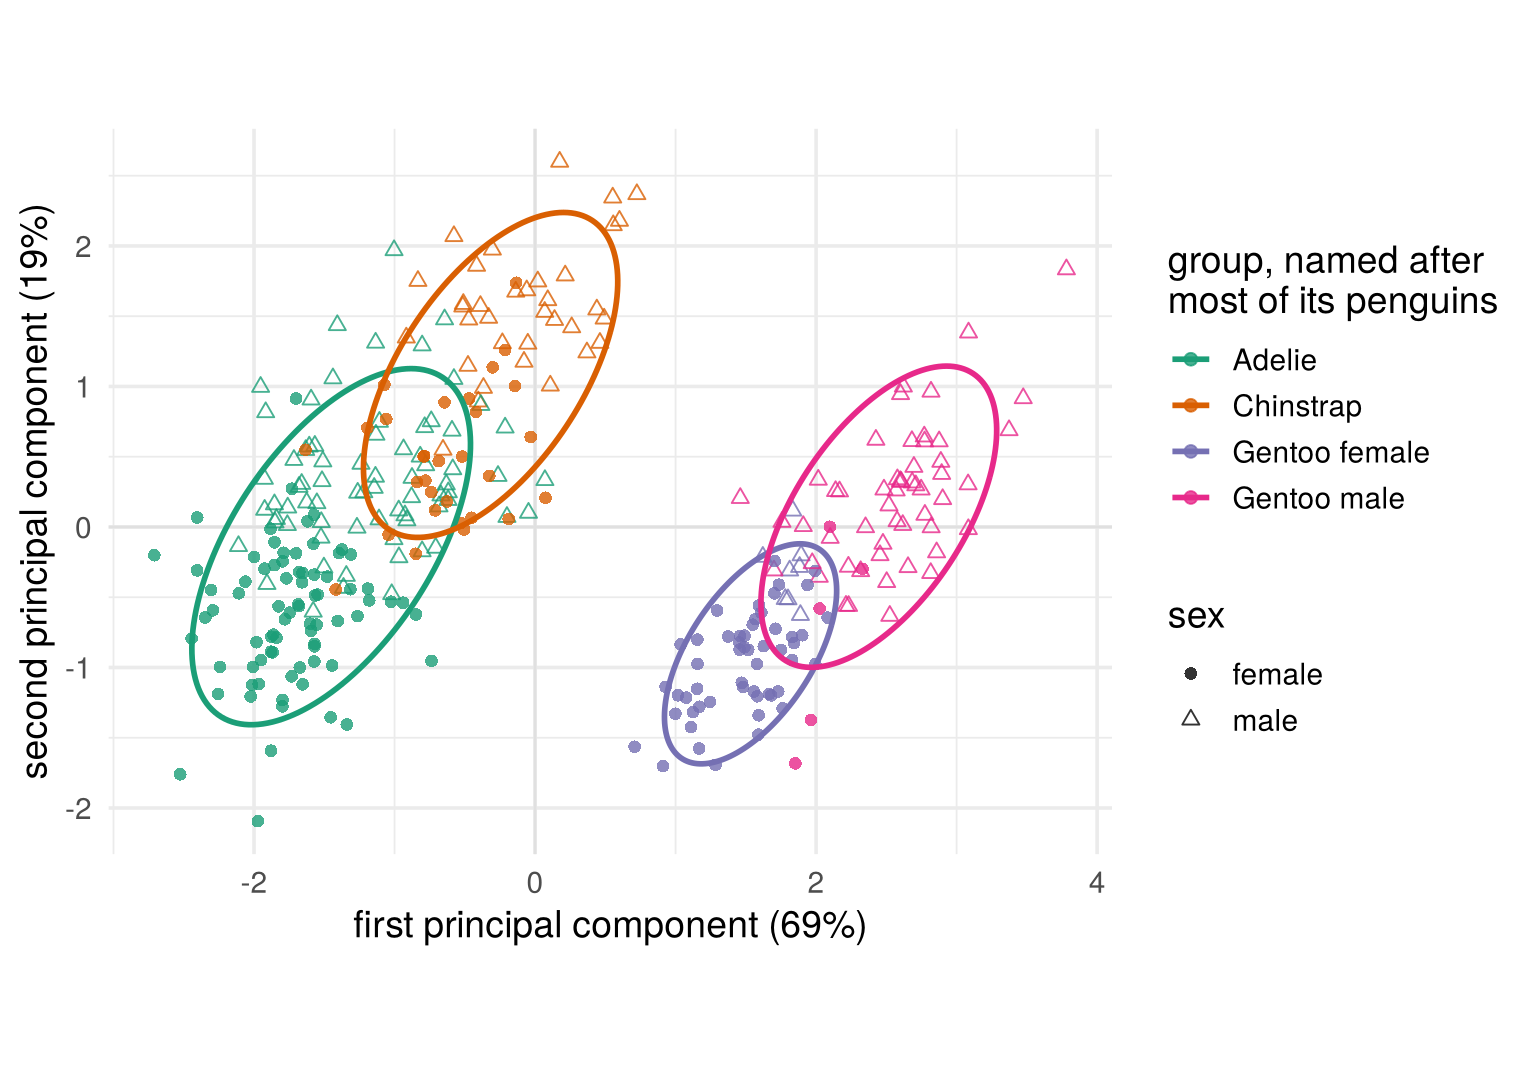 second principal component (19%)
2
1
0
-1
-2
-2
0
2
4
first principal component (69%)
group, named after
most of its penguins
Adelie
Chinstrap
Gentoo female
Gentoo male
sex
female
male